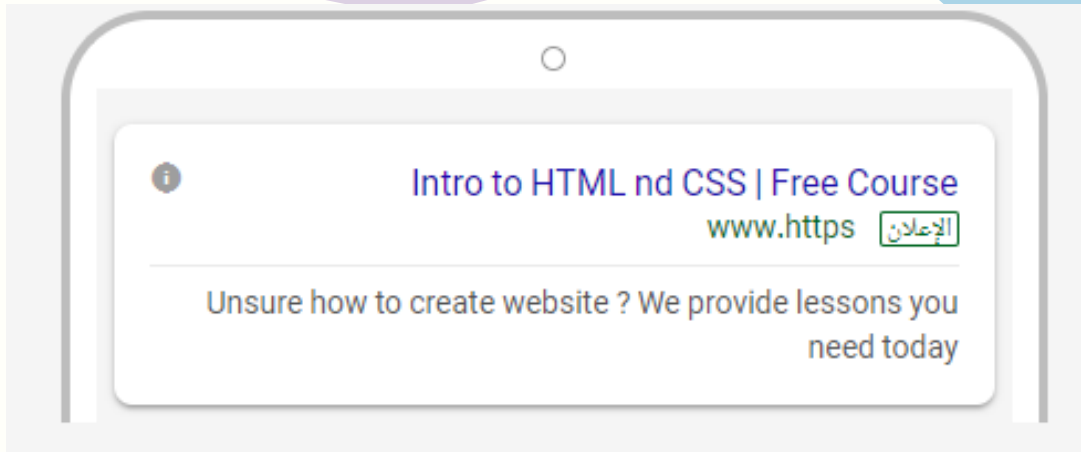 Intro to HTML nd CSS | Free Course
www.https الإعلان
Unsure how to create website ? We provide lessons you
need today